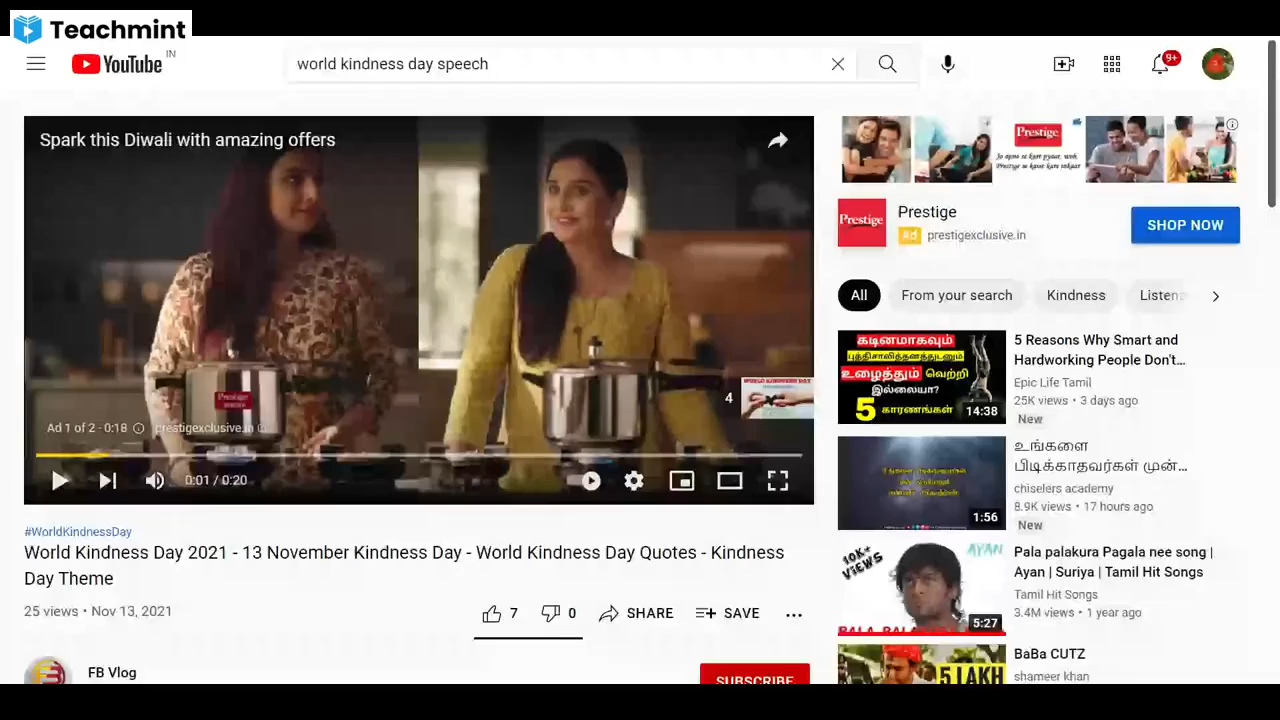 Teachmint
YouTube IN
world kindness day speech
9+
Spark this Diwali with amazing offers
Prestige
4
WORLD KINDNESS DAY
Ad 1 of 2 · 0:18
prestigexclusive.in
0:01 / 0:20
#WorldKindnessDay
World Kindness Day 2021 - 13 November Kindness Day - World Kindness Day Quotes - Kindness
Day Theme
25 views • Nov 13, 2021
7
0
SHARE
SAVE
FB Vlog
SUBSCRIBE
Prestige
Prestige
Prestige
Ad prestigexclusive.in
SHOP NOW
All
From your search
Kindness
கடினமாகவும்
புத்திசாலித்தனத்துடனும்
உழைத்தும் வெற்றி
இல்லையா?
5 காரணங்கள்
14:38
5 Reasons Why Smart and
Hardworking People Don't...
Epic Life Tamil
25K views • 3 days ago
New
1:56
உங்களை
பிடிக்காதவர்கள் முன்...
chiselers academy
8.9K views • 17 hours ago
New
10K+
VIEWS
AYAN
5:27
Pala palakura Pagala nee song |
Ayan | Suriya | Tamil Hit Songs
Tamil Hit Songs
3.4M views • 1 year ago
5 LAKH
BaBa CUTZ
shameer khan